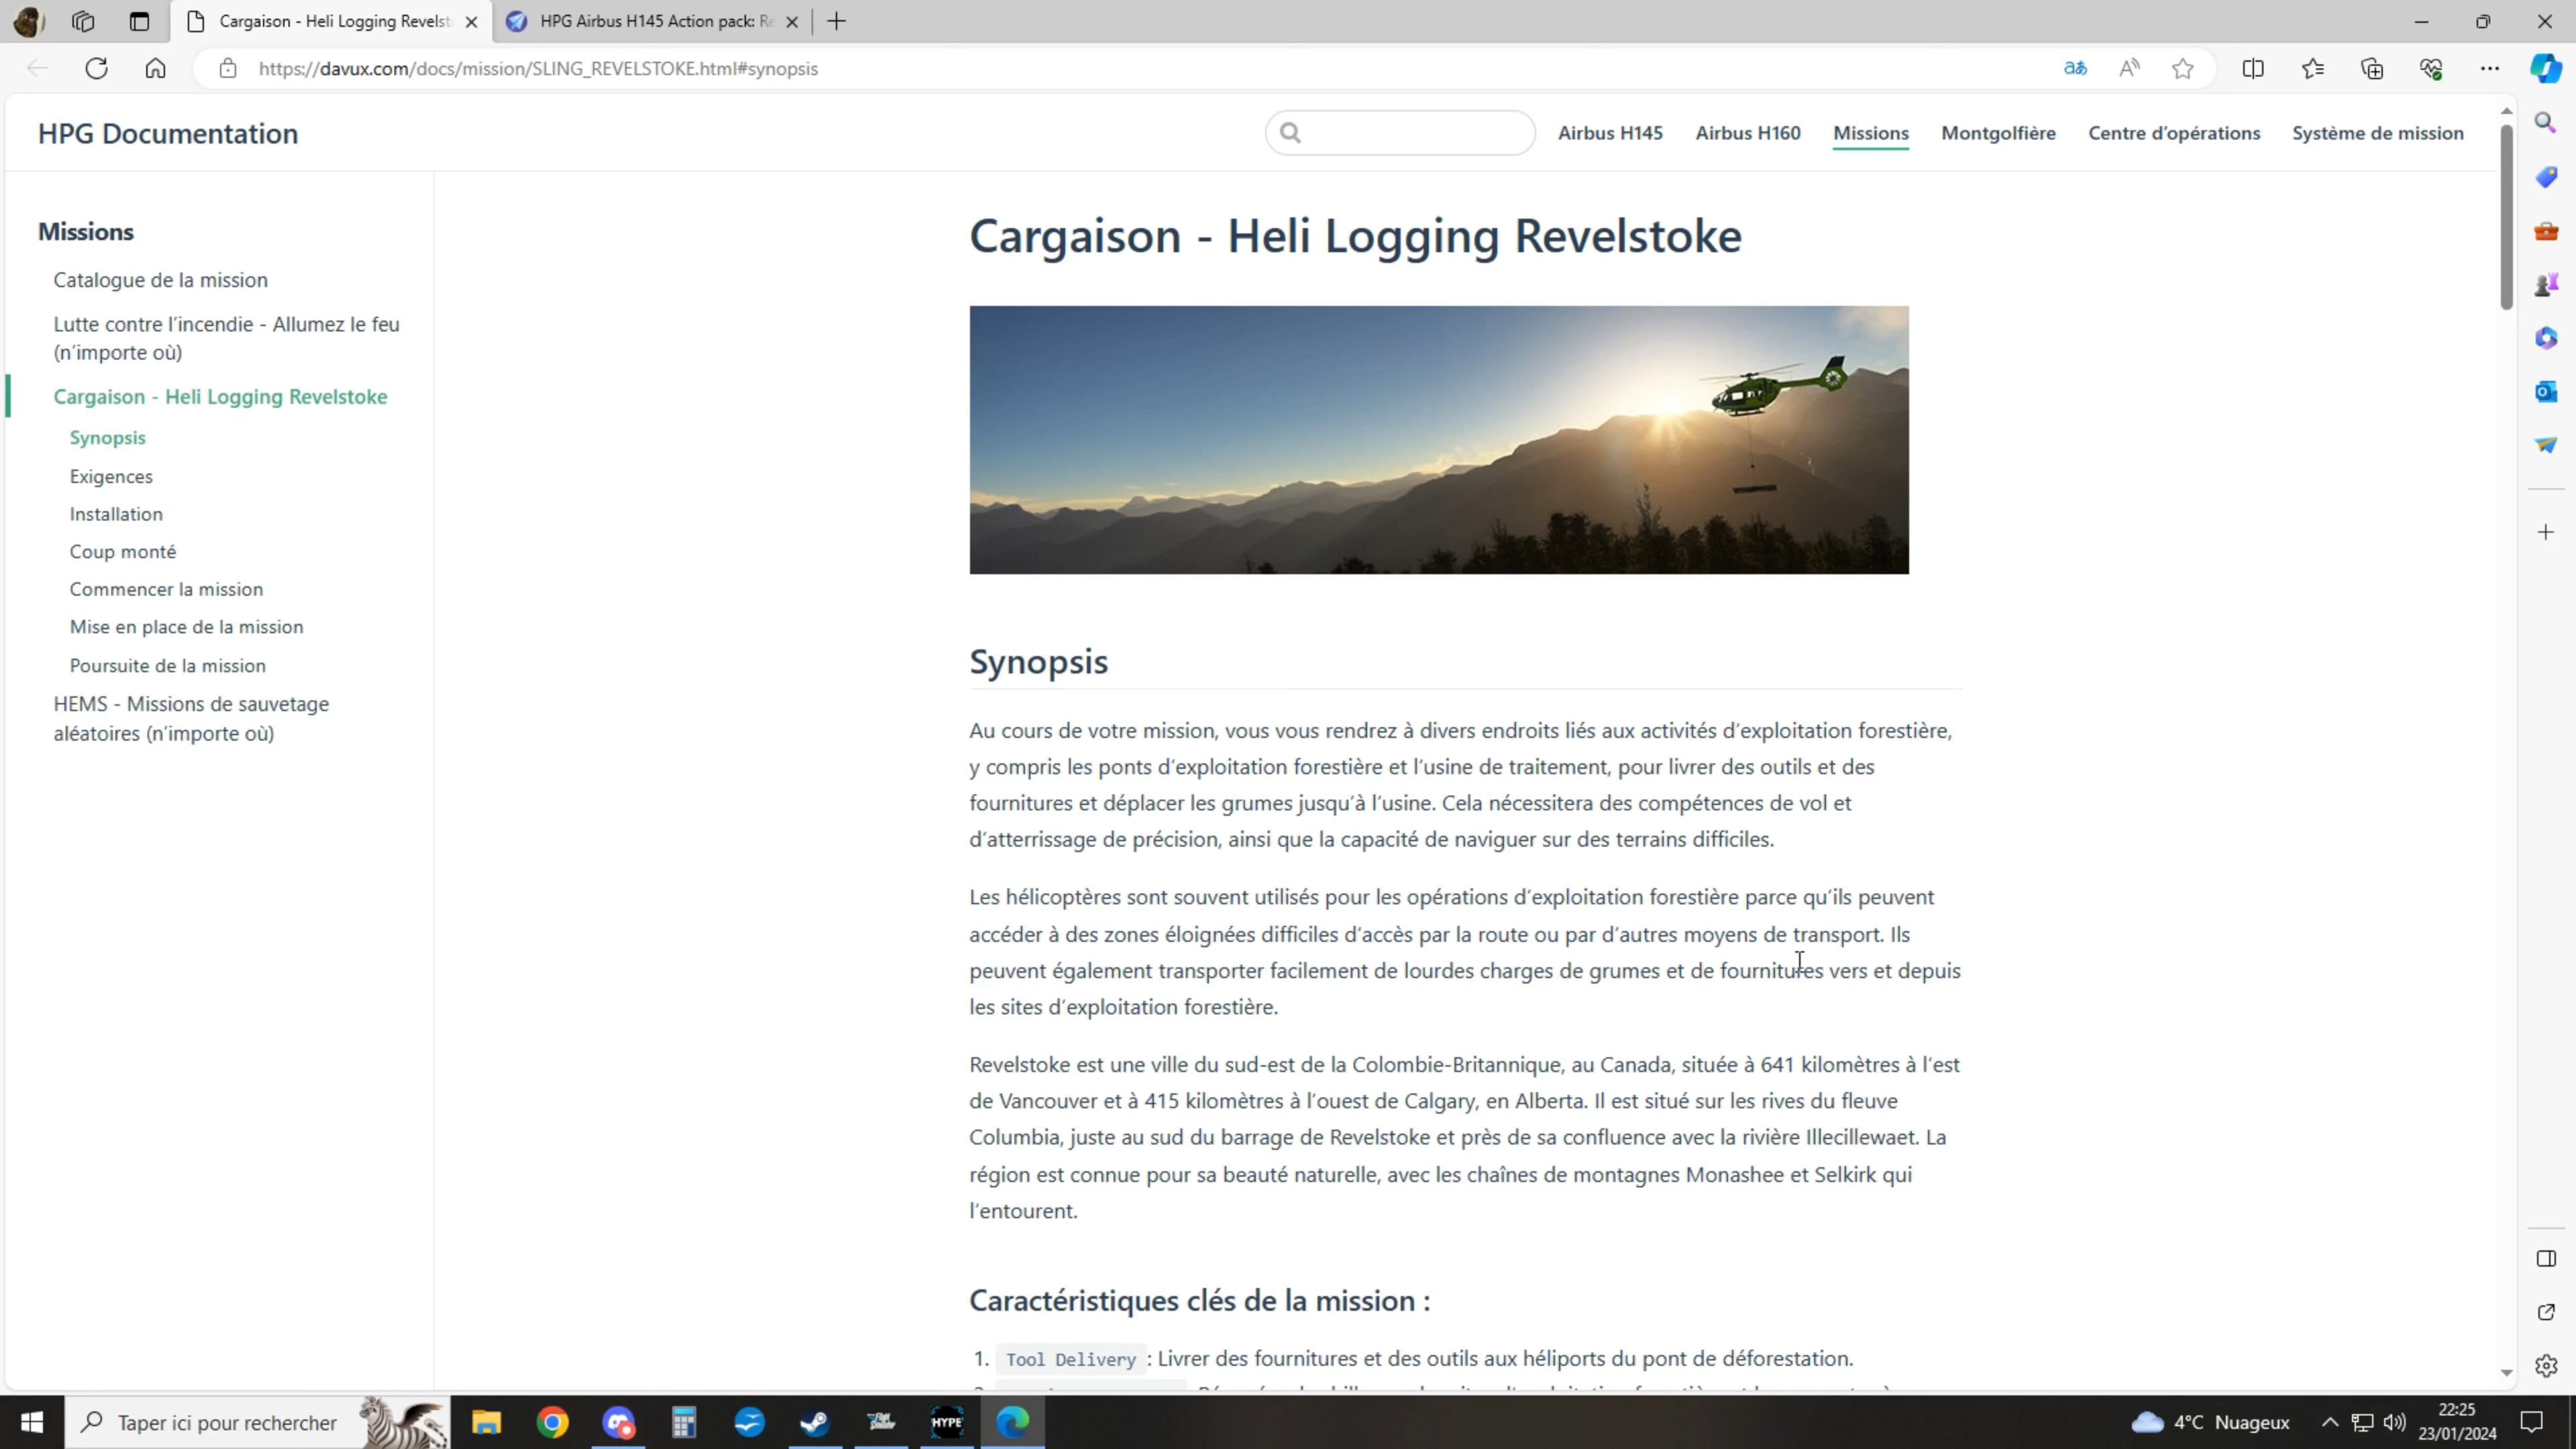 Cargaison - Heli Logging Revelst
HPG Airbus H145 Action pack: Re
https://davux.com/docs/mission/SLING_REVELSTOKE.html#synopsis
HPG Documentation
Airbus H145
Airbus H160
Missions
Montgolfière
Centre d'opérations
Système de mission
Missions
Catalogue de la mission
Lutte contre l'incendie - Allumez le feu
(n'importe où)
Cargaison - Heli Logging Revelstoke
Synopsis
Exigences
Installation
Coup monté
Commencer la mission
Mise en place de la mission
Poursuite de la mission
HEMS - Missions de sauvetage
aléatoires (n'importe où)
Cargaison - Heli Logging Revelstoke
Synopsis
Au cours de votre mission, vous vous rendrez à divers endroits liés aux activités d'exploitation forestière,
y compris les ponts d'exploitation forestière et l'usine de traitement, pour livrer des outils et des
fournitures et déplacer les grumes jusqu'à l'usine. Cela nécessitera des compétences de vol et
d'atterrissage de précision, ainsi que la capacité de naviguer sur des terrains difficiles.
Les hélicoptères sont souvent utilisés pour les opérations d'exploitation forestière parce qu'ils peuvent
accéder à des zones éloignées difficiles d'accès par la route ou par d'autres moyens de transport. Ils
peuvent également transporter facilement de lourdes charges de grumes et de fournitures vers et depuis
les sites d'exploitation forestière.
Revelstoke est une ville du sud-est de la Colombie-Britannique, au Canada, située à 641 kilomètres à l'est
de Vancouver et à 415 kilomètres à l'ouest de Calgary, en Alberta. Il est situé sur les rives du fleuve
Columbia, juste au sud du barrage de Revelstoke et près de sa confluence avec la rivière Illecillewaet. La
région est connue pour sa beauté naturelle, avec les chaînes de montagnes Monashee et Selkirk qui
l'entourent.
Caractéristiques clés de la mission :
1. Tool Delivery : Livrer des fournitures et des outils aux héliports du pont de déforestation.
Taper ici pour rechercher
HYPE
4°C Nuageux
22:25
23/01/2024